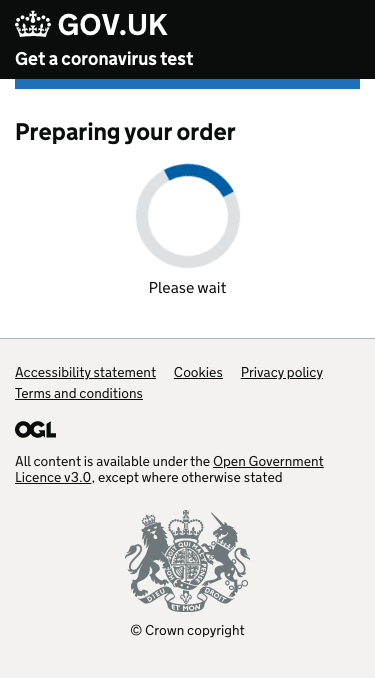 GOV.UK
Get a coronavirus test
Preparing your order
Please wait
Accessibility statement Cookies Privacy policy
Terms and conditions
OGL
All content is available under the Open Government
Licence v3.0, except where otherwise stated
DIEU ET MON DROIT
© Crown copyright